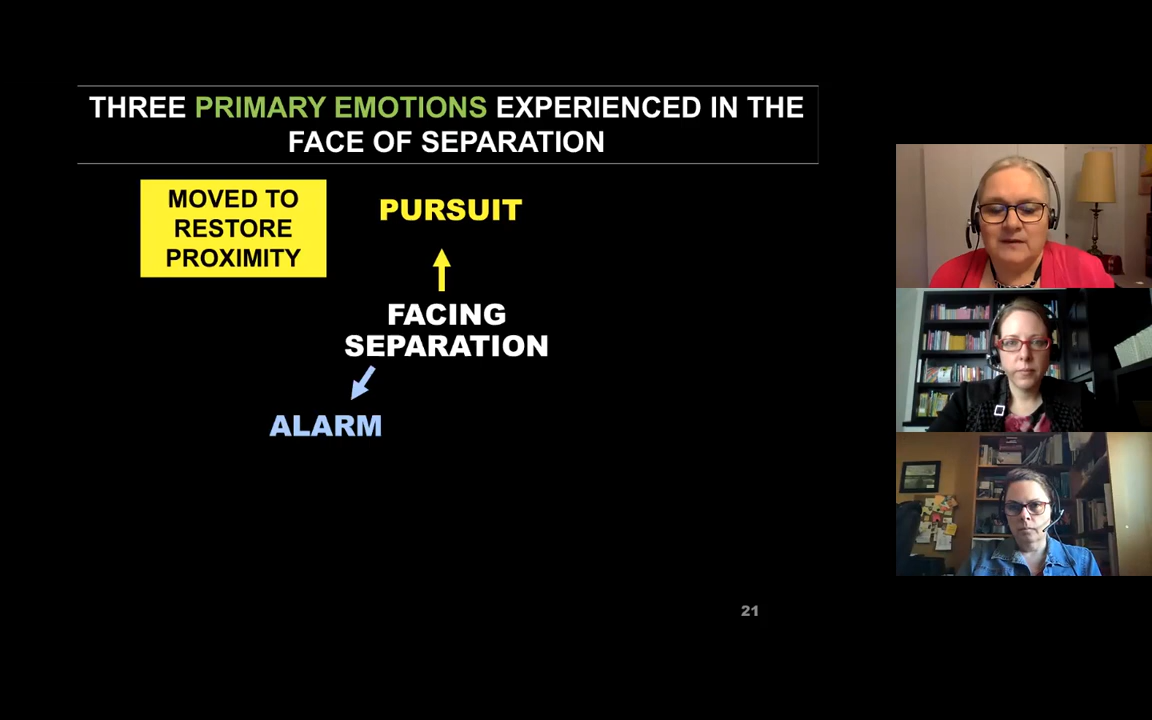 THREE PRIMARY EMOTIONS EXPERIENCED IN THE
FACE OF SEPARATION
MOVED TO
RESTORE
PROXIMITY
PURSUIT
FACING
SEPARATION
ALARM
21